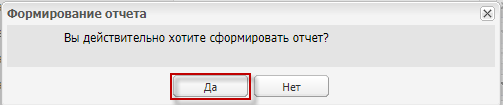 Формирование отчета
Вы действительно хотите сформировать отчет?
Да
Нет